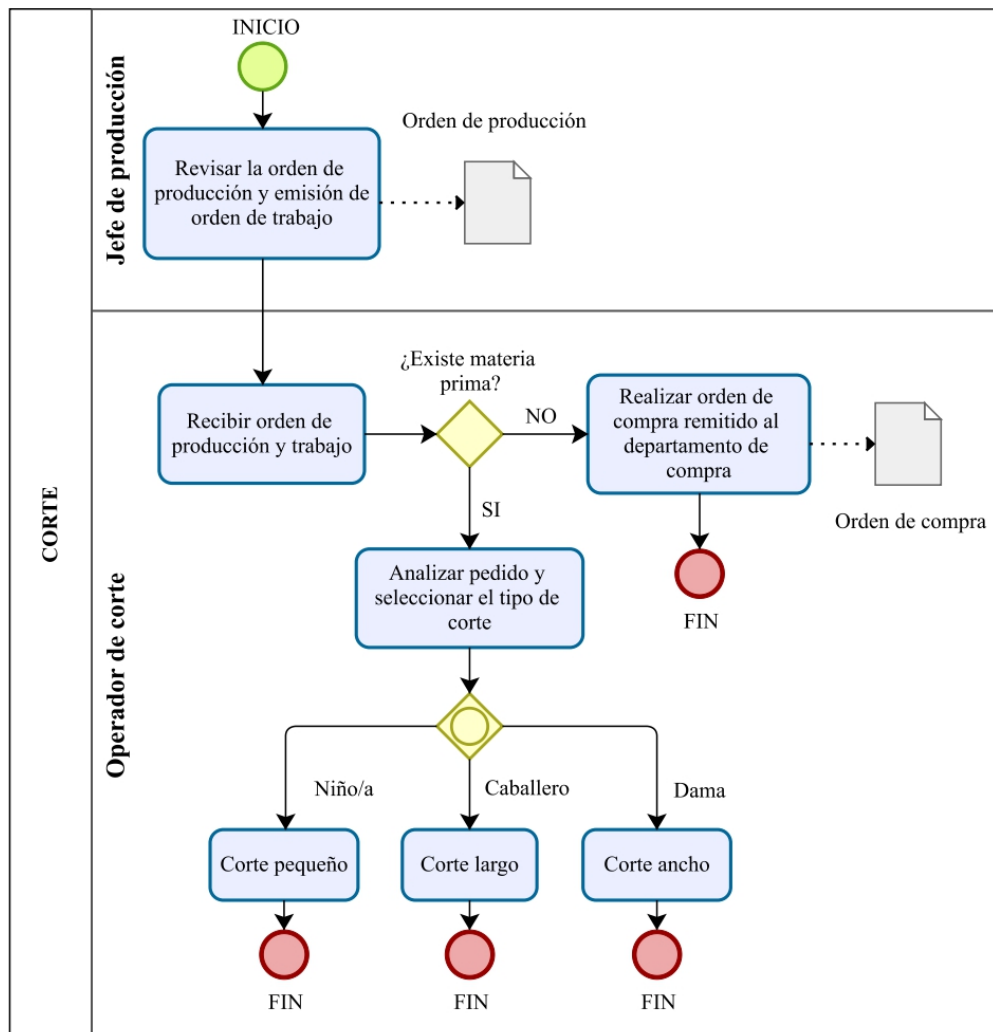 CORTE
Jefe de producción
INICIO
Revisar la orden de
producción y emisión de
orden de trabajo
Orden de producción
Operador de corte
Recibir orden de
producción y trabajo
¿Existe materia
prima?
NO
Realizar orden de
compra remitido al
departamento de
compra
Orden de compra
FIN
SI
Analizar pedido y
seleccionar el tipo de
corte
Niño/a
Caballero
Dama
Corte pequeño
Corte largo
Corte ancho
FIN
FIN
FIN